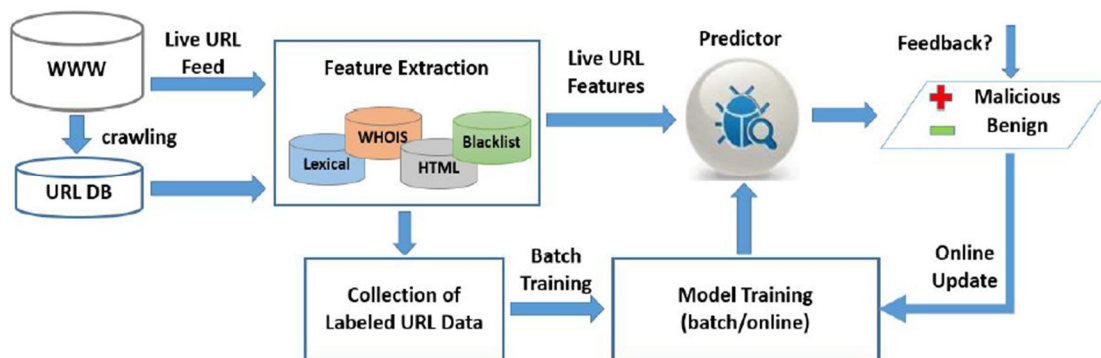 WWW
Live URL
Feed
crawling
URL DB
Feature Extraction
Lexical
WHOIS
HTML
Blacklist
Live URL
Features
Predictor
Feedback?
Malicious
Benign
Collection of
Labeled URL Data
Batch
Training
Model Training
(batch/online)
Online
Update